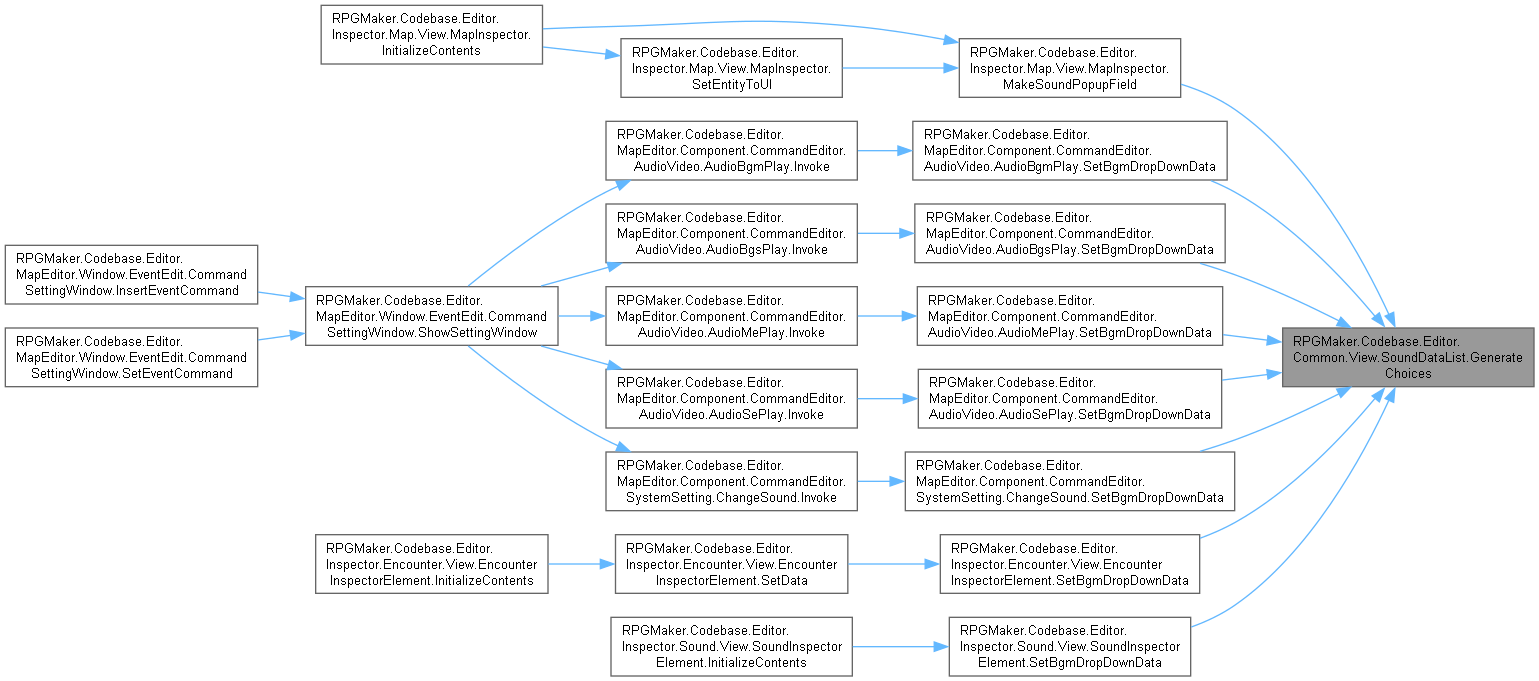 RPGMaker.Codebase.Editor.
Inspector.Map.View.MapInspector.
InitializeContents
RPGMaker.Codebase.Editor.
Inspector.Map.View.MapInspector.
SetEntityToUI
RPGMaker.Codebase.Editor.
Inspector.Map.View.MapInspector.
MakeSoundPopupField
RPGMaker.Codebase.Editor.
MapEditor.Component.CommandEditor.
AudioVideo.AudioBgmPlay.Invoke
RPGMaker.Codebase.Editor.
MapEditor.Component.CommandEditor.
AudioVideo.AudioBgmPlay.SetBgmDropDownData
RPGMaker.Codebase.Editor.
MapEditor.Component.CommandEditor.
AudioVideo.AudioBgsPlay.Invoke
RPGMaker.Codebase.Editor.
MapEditor.Component.CommandEditor.
AudioVideo.AudioBgsPlay.SetBgmDropDownData
RPGMaker.Codebase.Editor.
MapEditor.Window.EventEdit.Command
SettingWindow.InsertEventCommand
RPGMaker.Codebase.Editor.
MapEditor.Window.EventEdit.Command
SettingWindow.ShowSettingWindow
RPGMaker.Codebase.Editor.
MapEditor.Component.CommandEditor.
AudioVideo.AudioMePlay.Invoke
RPGMaker.Codebase.Editor.
MapEditor.Component.CommandEditor.
AudioVideo.AudioMePlay.SetBgmDropDownData
RPGMaker.Codebase.Editor.
MapEditor.Window.EventEdit.Command
SettingWindow.SetEventCommand
RPGMaker.Codebase.Editor.
Common.View.SoundDataList.Generate
Choices
RPGMaker.Codebase.Editor.
MapEditor.Component.CommandEditor.
AudioVideo.AudioSePlay.Invoke
RPGMaker.Codebase.Editor.
MapEditor.Component.CommandEditor.
AudioVideo.AudioSePlay.SetBgmDropDownData
RPGMaker.Codebase.Editor.
MapEditor.Component.CommandEditor.
SystemSetting.ChangeSound.Invoke
RPGMaker.Codebase.Editor.
MapEditor.Component.CommandEditor.
SystemSetting.ChangeSound.SetBgmDropDownData
RPGMaker.Codebase.Editor.
Inspector.Encounter.View.Encounter
InspectorElement.InitializeContents
RPGMaker.Codebase.Editor.
Inspector.Encounter.View.Encounter
InspectorElement.SetData
RPGMaker.Codebase.Editor.
Inspector.Encounter.View.Encounter
InspectorElement.SetBgmDropDownData
RPGMaker.Codebase.Editor.
Inspector.Sound.View.SoundInspector
Element.InitializeContents
RPGMaker.Codebase.Editor.
Inspector.Sound.View.SoundInspector
Element.SetBgmDropDownData